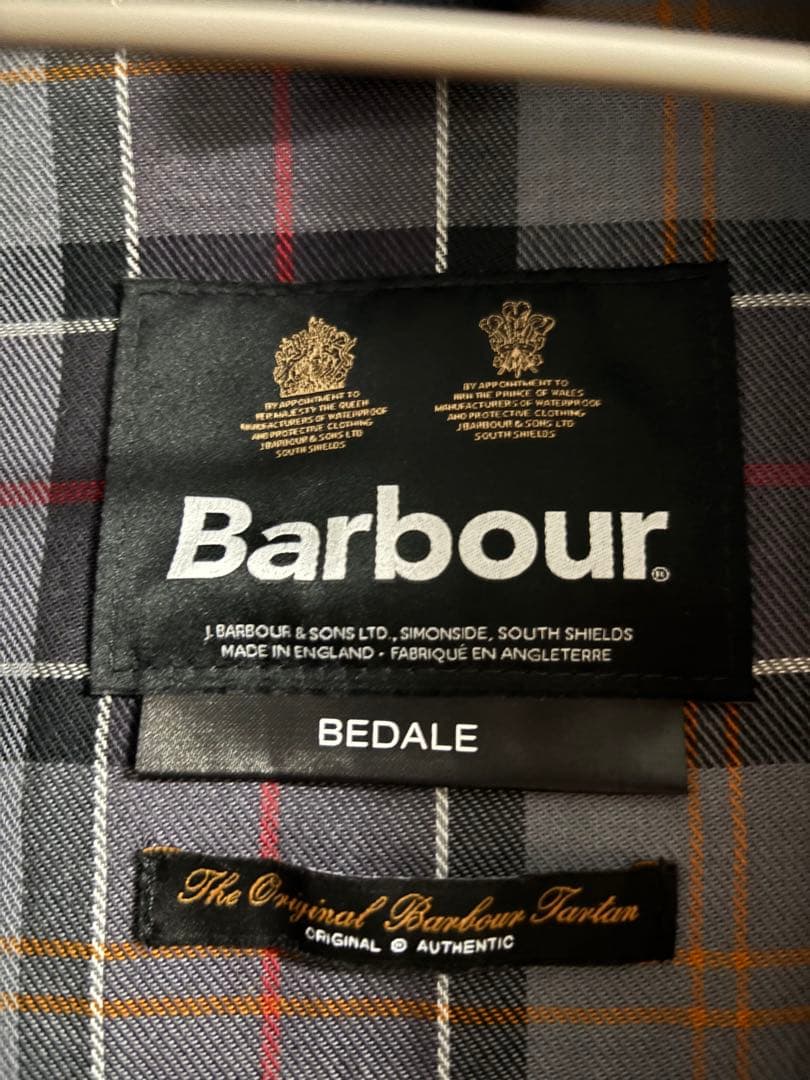 BY APPOINTMENT TO
HER MAJESTY THE QUEEN
MANUFACTURERS OF WATERPROOF
AND PROTECTIVE CLOTHING
J BARBOUR & SONS LTD
SOUTH SHIELDS
BY APPOINTMENT TO
HRH THE PRINCE OF WALES
MANUFACTURERS OF WATERPROOF
AND PROTECTIVE CLOTHING
J BARBOUR & SONS LTD
SOUTH SHIELDS
Barbour®
J. BARBOUR & SONS LTD., SIMONSIDE, SOUTH SHIELDS
MADE IN ENGLAND • FABRIQUÉ EN ANGLETERRE
BEDALE
The Original Barbour Tartan
ORIGINAL © AUTHENTIC